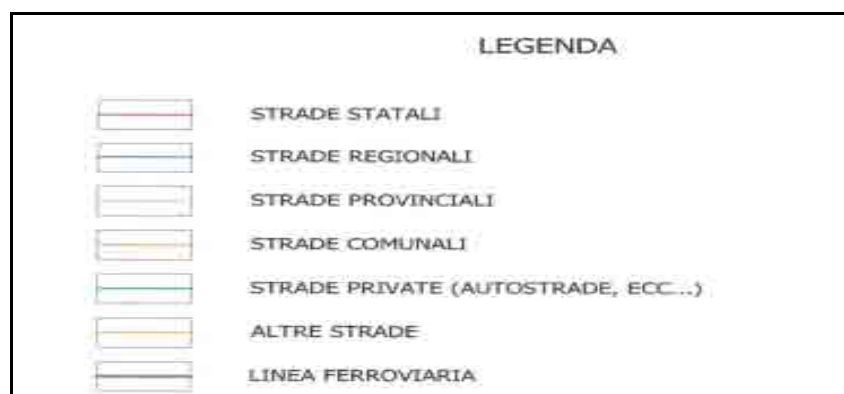 LEGENDA
STRADE STATALI
STRADE REGIONALI
STRADE PROVINCIALI
STRADE COMUNALI
STRADE PRIVATE (AUTOSTRADE, ECC...)
ALTRE STRADE
LINEA FERROVIARIA